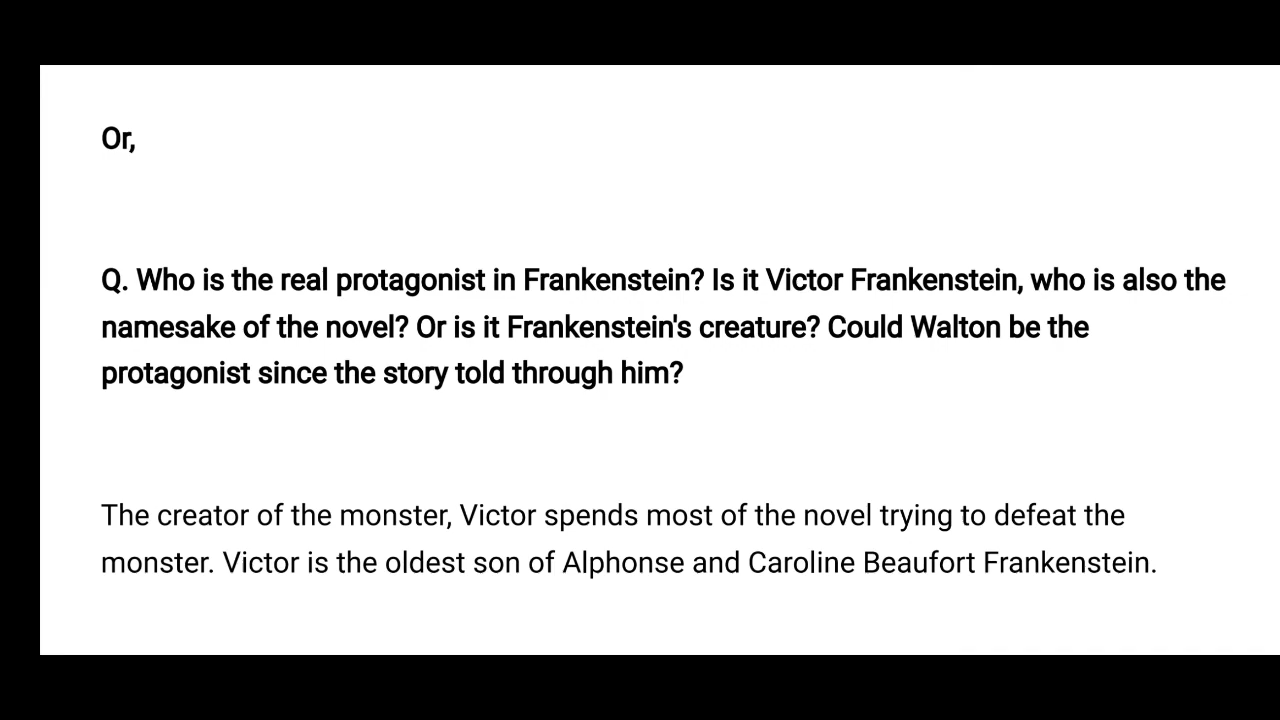 Or,
Q. Who is the real protagonist in Frankenstein? Is it Victor Frankenstein, who is also the
namesake of the novel? Or is it Frankenstein's creature? Could Walton be the
protagonist since the story told through him?
The creator of the monster, Victor spends most of the novel trying to defeat the
monster. Victor is the oldest son of Alphonse and Caroline Beaufort Frankenstein.